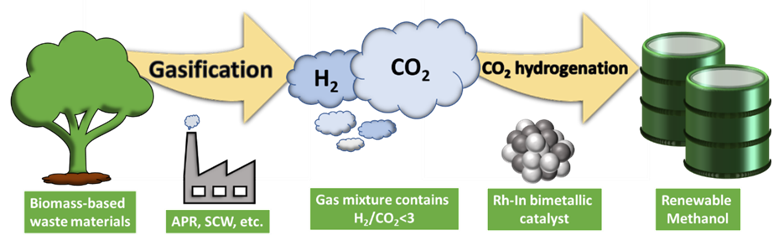 Gasification
H₂
CO₂
CO₂ hydrogenation
Biomass-based
waste materials
APR, SCW, etc.
Gas mixture contains
H₂/CO₂<3
Rh-In bimetallic
catalyst
Renewable
Methanol